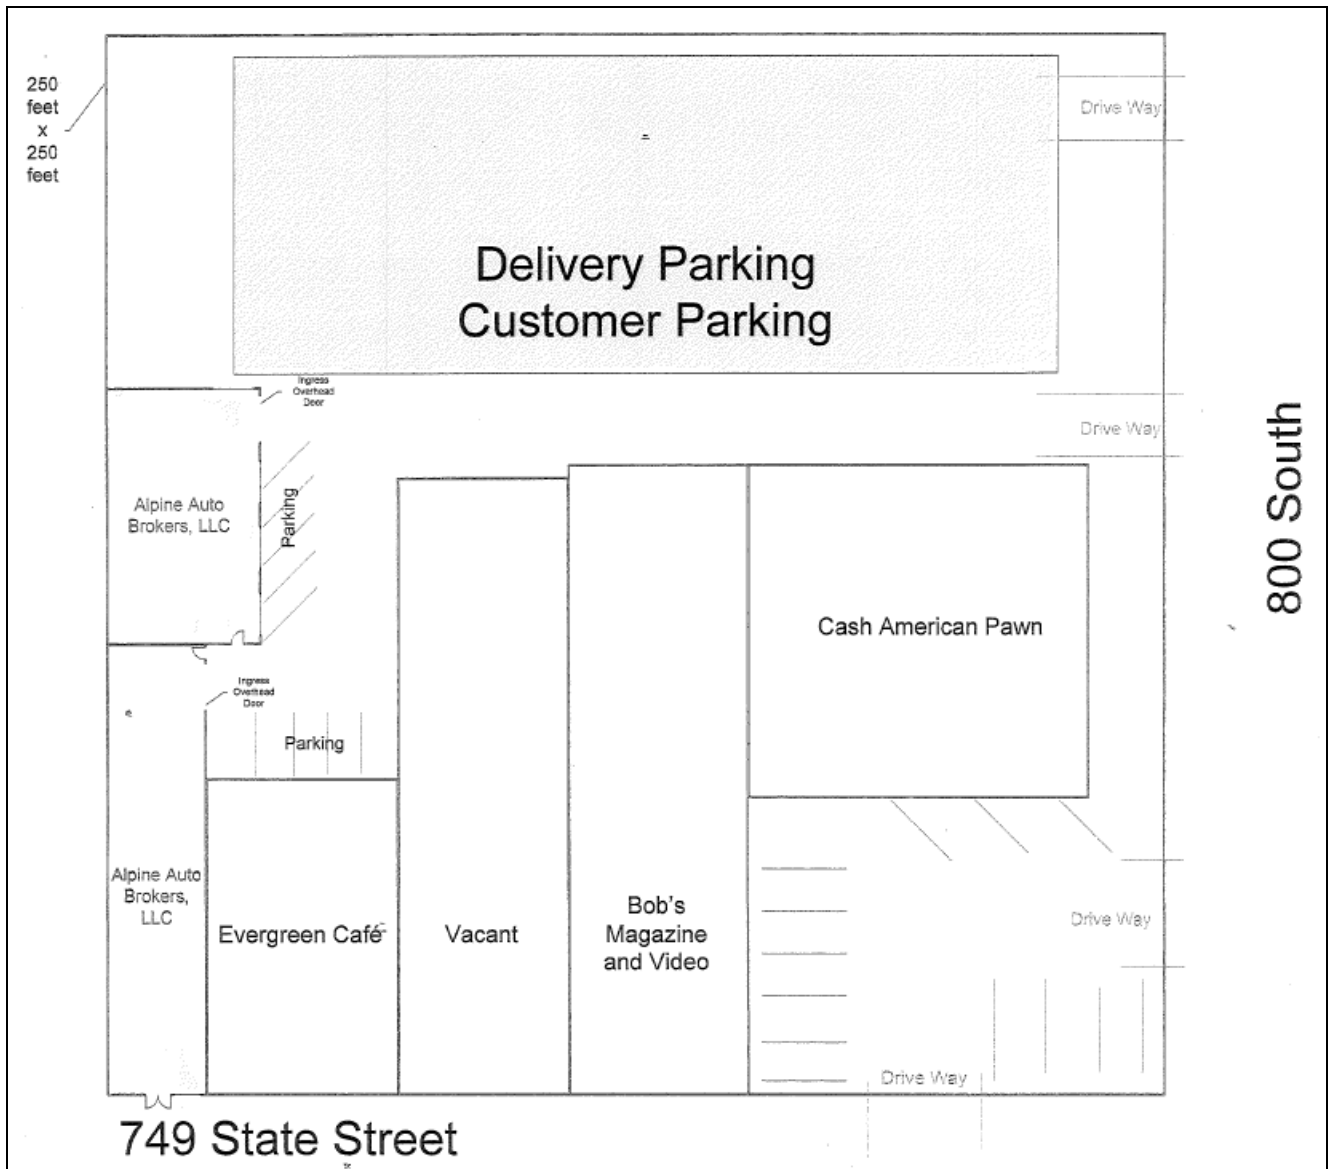 250
feet
x
250
feet
Drive Way
Delivery Parking
Customer Parking
Ingress
Overhead
Door
Drive Way
800 South
Alpine Auto
Brokers, LLC
Parking
Cash American Pawn
Ingress
Overhead
Door
Parking
Alpine Auto
Brokers,
LLC
Evergreen Café
Vacant
Bob's
Magazine
and Video
Drive Way
Drive Way
749 State Street